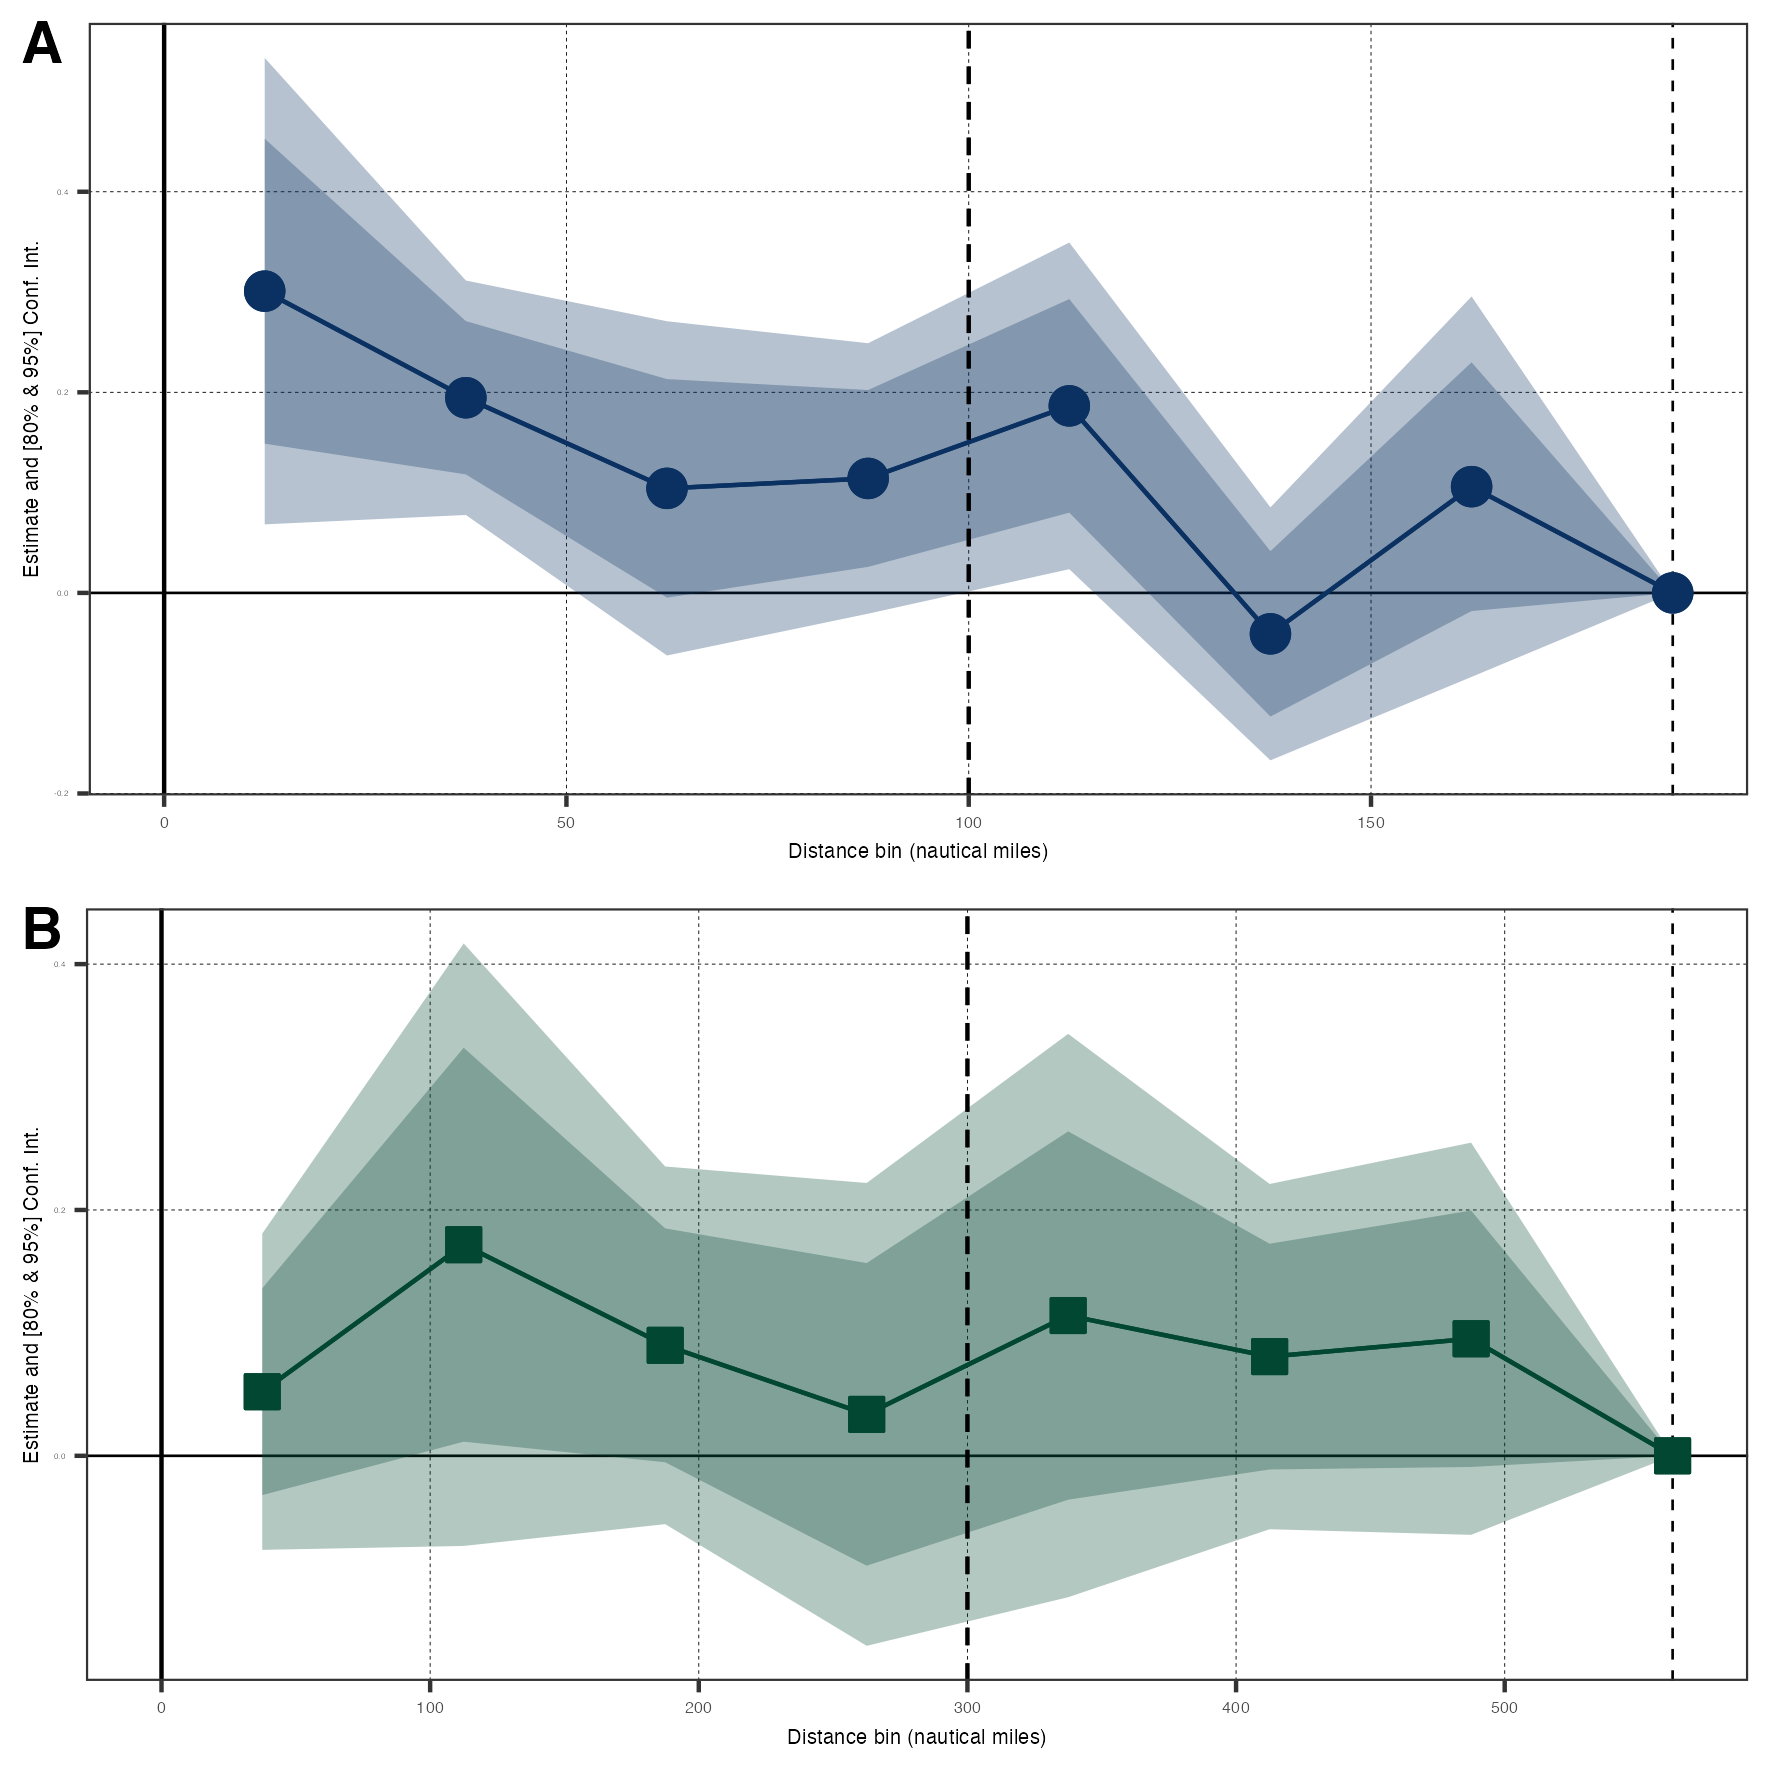 A
Estimate and [80% & 95%] Conf. Int.
0.4
0.2
0.0
-0.2
0 50 100 150
Distance bin (nautical miles)
B
Estimate and [80% & 95%] Conf. Int.
0.4
0.2
0.0
0 100 200 300 400 500
Distance bin (nautical miles)